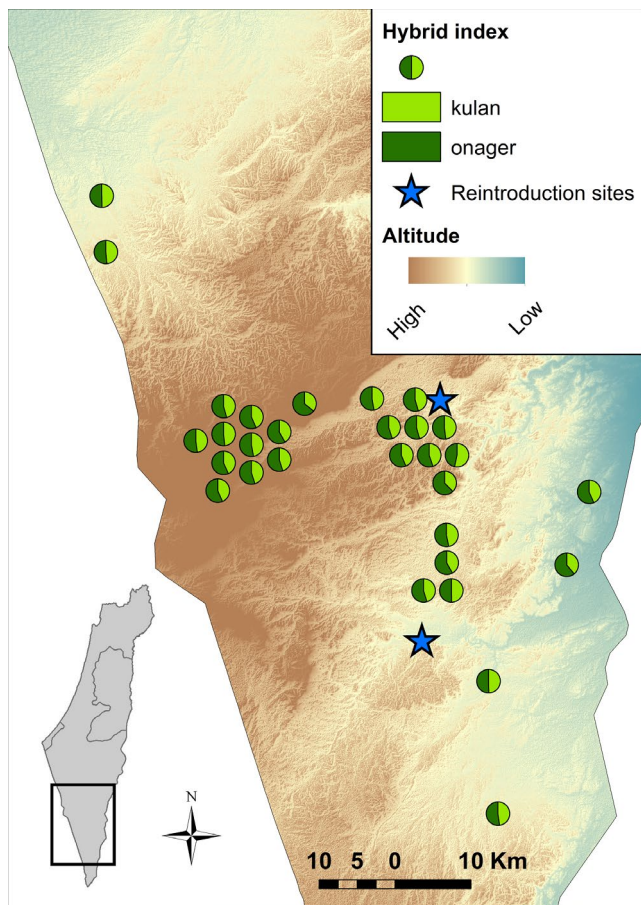 Hybrid index
kulan
onager
Reintroduction sites
Altitude
High
Low
N
10 5 0 10 Km